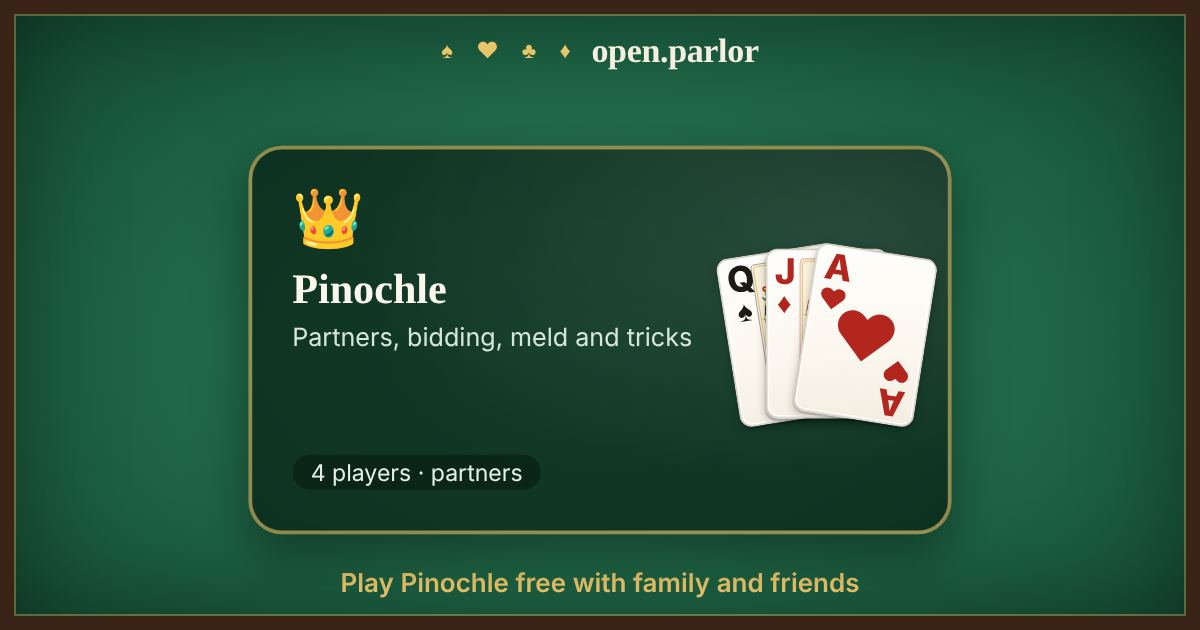 ♠ ♥ ♣ ♦ open.parlor
Pinochle
Partners, bidding, meld and tricks
Q
J
A
A
4 players · partners
Play Pinochle free with family and friends